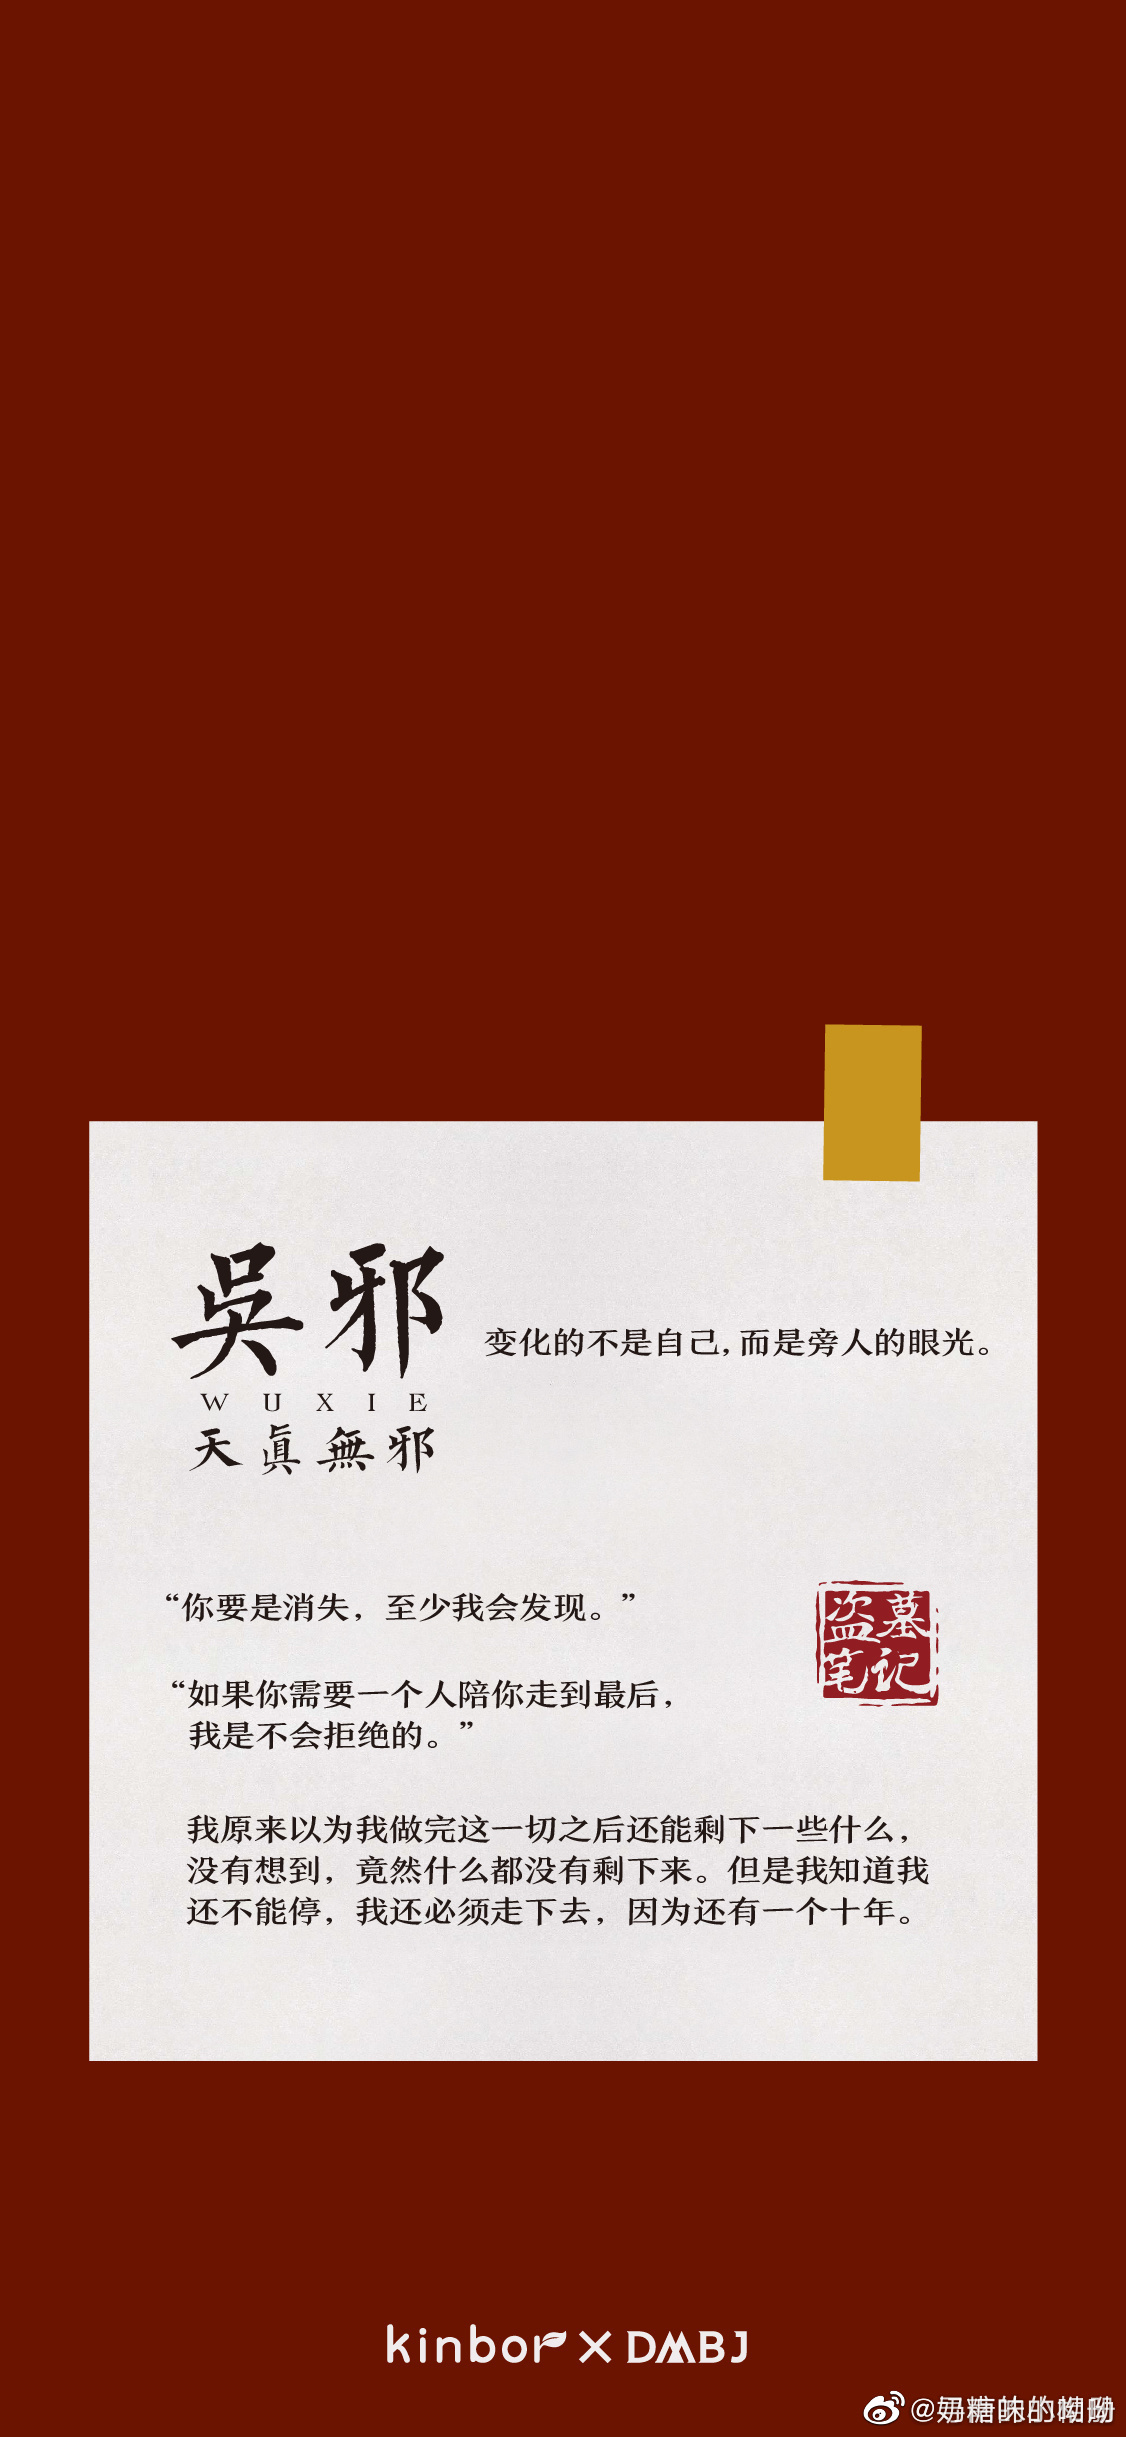 吳邪
WUXIE
天眞無邪
变化的不是自己，而是旁人的眼光。
“你要是消失，至少我会发现。”
“如果你需要一个人陪你走到最后，
我是不会拒绝的。”
盗墓
笔记
我原来以为我做完这一切之后还能剩下一些什么，
没有想到，竟然什么都没有剩下来。但是我知道我
还不能停，我还必须走下去，因为还有一个十年。
kinbor×DMBJ